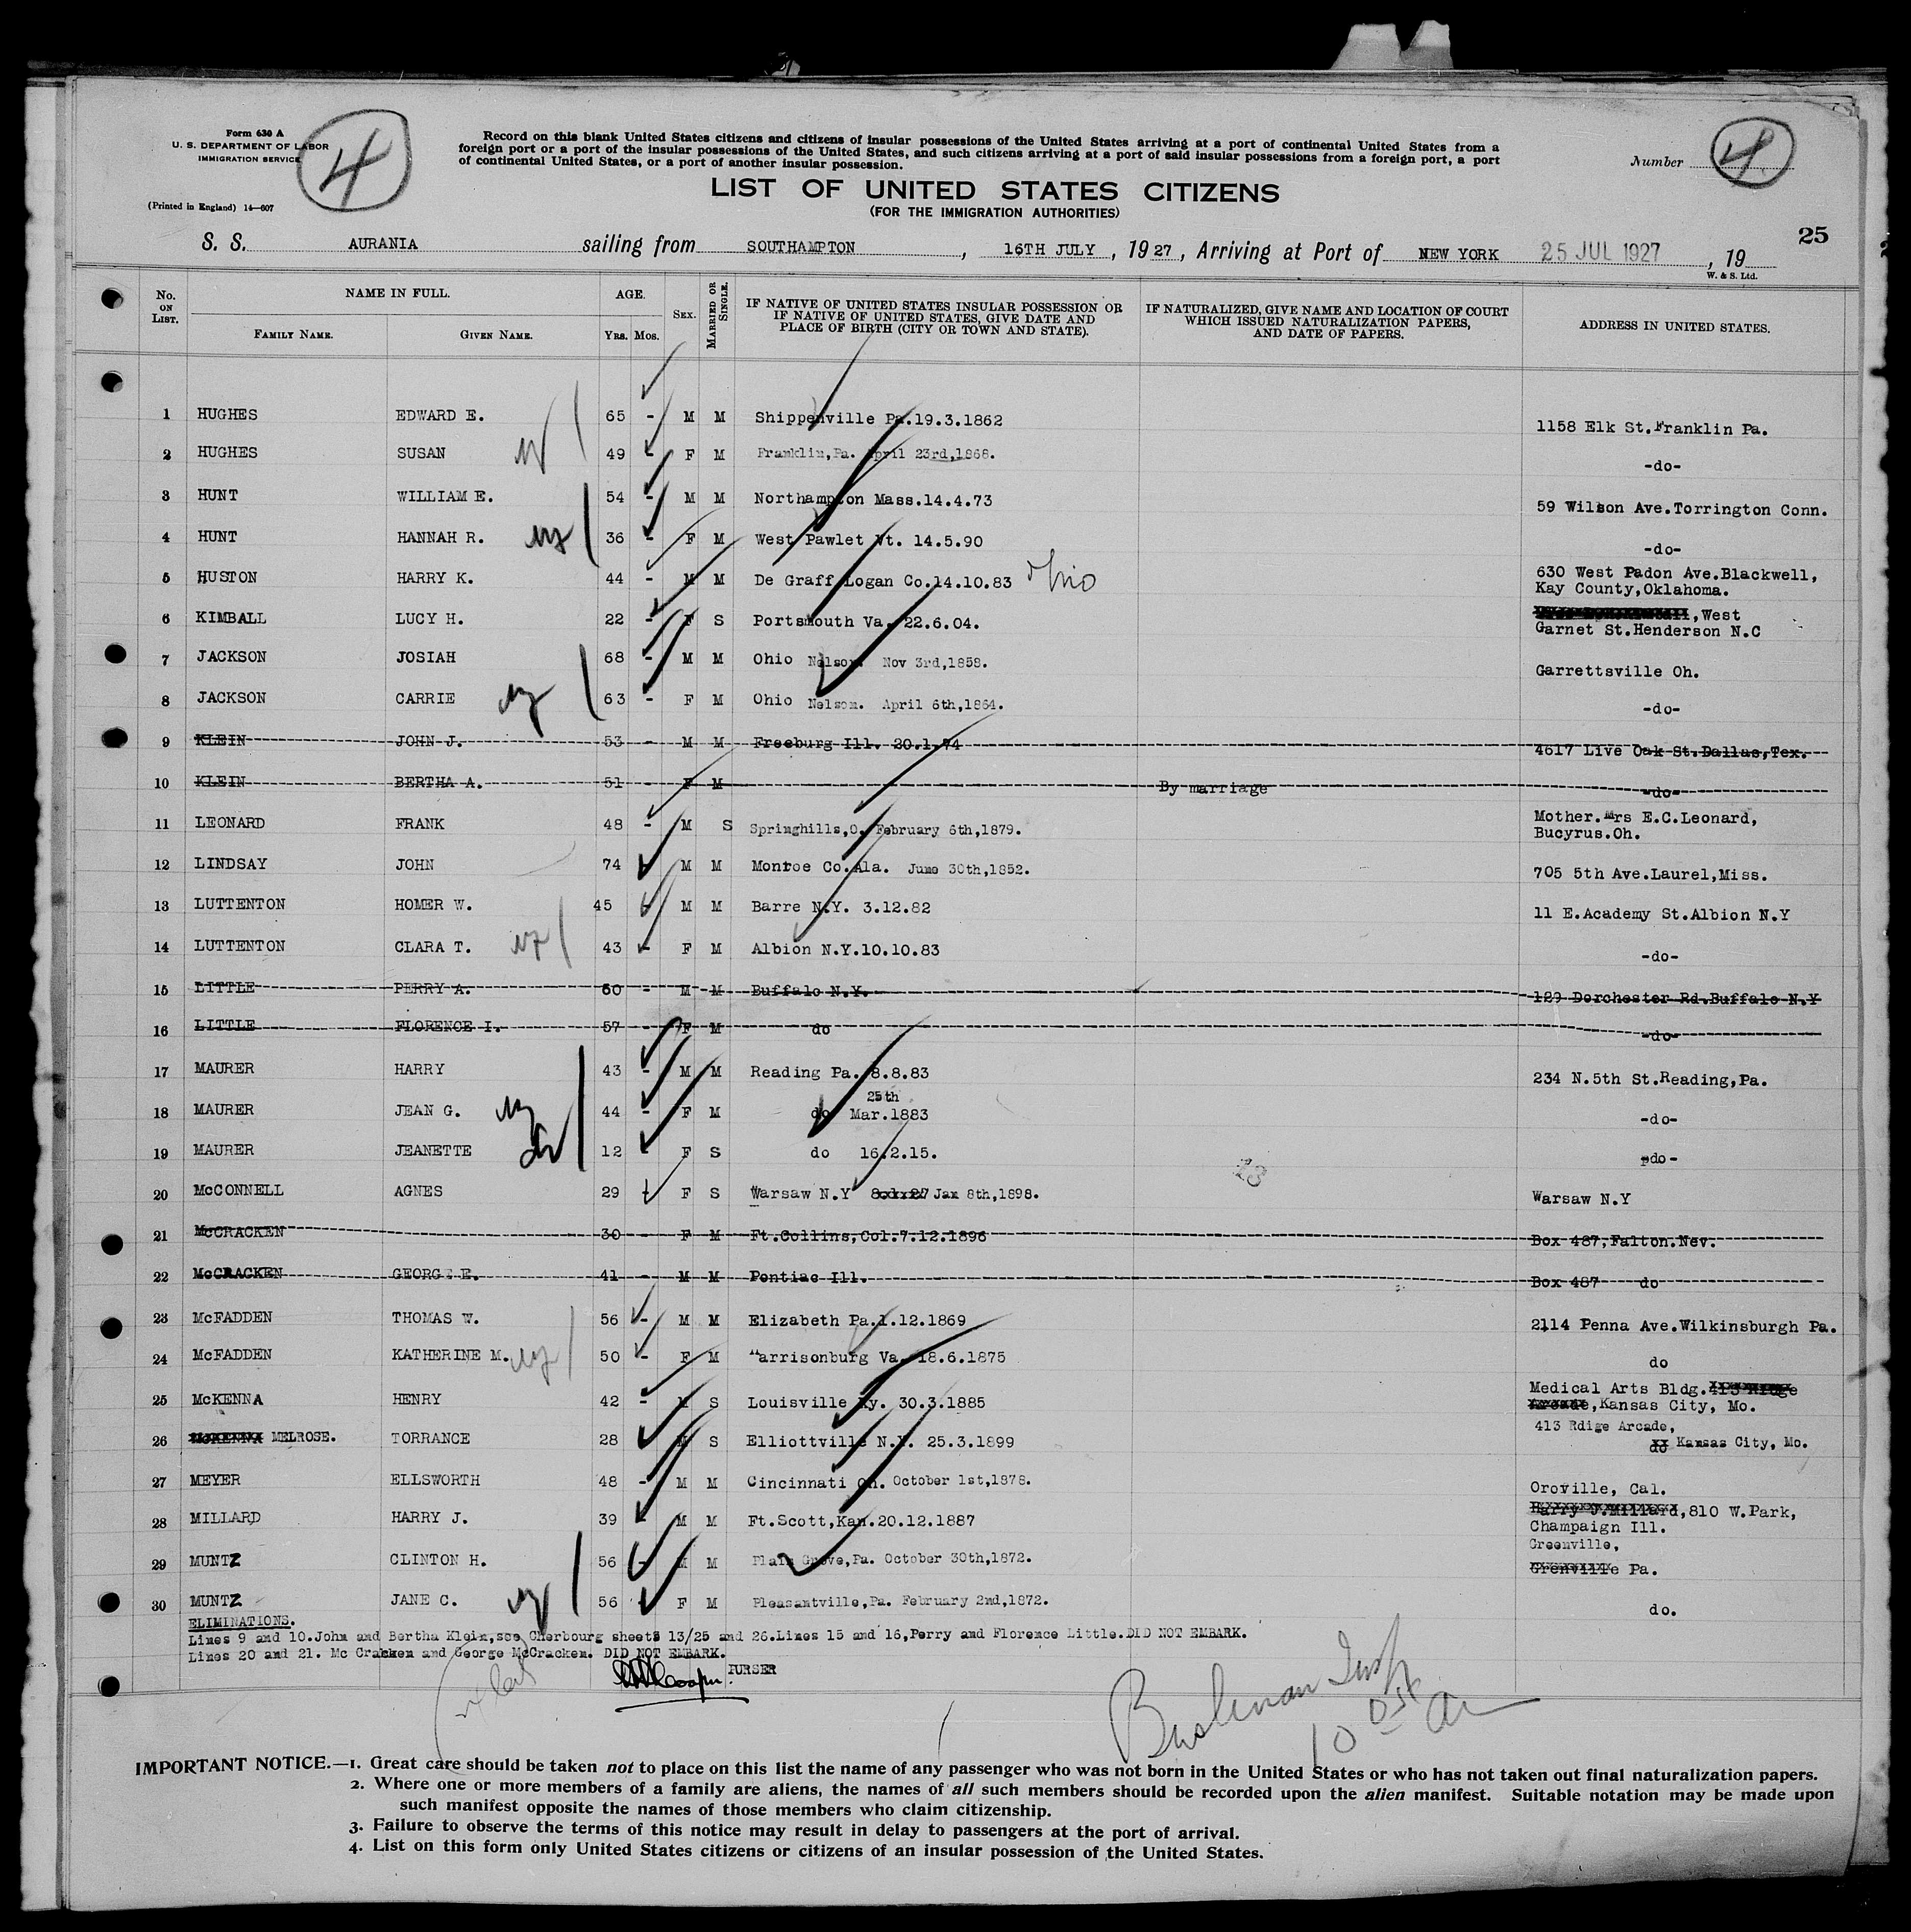 Form 630 A
U. S. DEPARTMENT OF LABOR
IMMIGRATION SERVICE
4
(Printed in England) 14—607
Record on this blank United States citizens and citizens of insular possessions of the United States arriving at a port of continental United States from a
foreign port or a port of the insular possessions of the United States, and such citizens arriving at a port of said insular possessions from a foreign port, a port
of continental United States, or a port of another insular possession.
Number 4
LIST OF UNITED STATES CITIZENS
(FOR THE IMMIGRATION AUTHORITIES)
25
S. S. AURANIA sailing from SOUTHAMPTON, 16TH JULY, 1927, Arriving at Port of NEW YORK 25 JUL 1927, 19
W. & S. Ltd.
No. ON LIST. NAME IN FULL. FAMILY NAME. GIVEN NAME. AGE. Yrs. Mos. SEX. MARRIED OR SINGLE. IF NATIVE OF UNITED STATES INSULAR POSSESSION OR IF NATIVE OF UNITED STATES, GIVE DATE AND PLACE OF BIRTH (CITY OR TOWN AND STATE). IF NATURALIZED, GIVE NAME AND LOCATION OF COURT WHICH ISSUED NATURALIZATION PAPERS, AND DATE OF PAPERS. ADDRESS IN UNITED STATES.
1 HUGHES EDWARD E. 65 - M M Shippenville Pa.19.3.1862 1158 Elk St.Franklin Pa.
2 HUGHES SUSAN 49 - F M Franklin,Pa. April 23rd,1868. -do-
3 HUNT WILLIAM E. 54 - M M Northampton Mass.14.4.73 59 Wilson Ave.Torrington Conn.
4 HUNT HANNAH R. 36 - F M West Pawlet Vt. 14.5.90 -do-
5 HUSTON HARRY K. 44 - M M De Graff Logan Co.14.10.83 Ohio 630 West Padon Ave.Blackwell,
Kay County,Oklahoma.
6 KIMBALL LUCY H. 22 - F S Portsmouth Va. 22.6.04. ,West
Garnet St.Henderson N.C
7 JACKSON JOSIAH 68 - M M Ohio Nelson. Nov 3rd,1858. Garrettsville Oh.
8 JACKSON CARRIE 63 - F M Ohio Nelson. April 6th,1864. -do-
9 KLEIN JOHN J. 53 - M M Freeburg Ill. 20.1.74 4617 Live Oak St.Dallas,Tex.
10 KLEIN BERTHA A. 51 - F M By marriage -do-
11 LEONARD FRANK 48 - M S Springhills,O. February 6th,1879. Mother.Mrs E.C.Leonard,
Bucyrus.Oh.
12 LINDSAY JOHN 74 - M M Monroe Co.Ala. June 30th,1852. 705 5th Ave.Laurel,Miss.
13 LUTTENTON HOMER W. 45 M M Barre N.Y. 3.12.82 11 E.Academy St.Albion N.Y
14 LUTTENTON CLARA T. 43 - F M Albion N.Y.10.10.83 -do-
15 LITTLE PERRY A. 60 - M M Buffalo N.Y. 129 Dorchester Rd.Buffalo N.Y
16 LITTLE FLORENCE I. 57 - F M do -do-
17 MAURER HARRY 43 - M M Reading Pa. 8.8.83 234 N.5th St.Reading,Pa.
25th
18 MAURER JEAN G. 44 - F M do Mar.1883 -do-
19 MAURER JEANETTE 12 - F S do 16.2.15. -do-
20 McCONNELL AGNES 29 - F S Warsaw N.Y Jan 8th,1898. Warsaw N.Y
21 McCRACKEN 30 - F M Ft.Collins,Col.7.12.1896 Box 487,Falton.Nev.
22 McCRACKEN GEORGE E. 41 - M M Pontiac Ill. Box 487 do
23 McFADDEN THOMAS W. 56 - M M Elizabeth Pa.1.12.1869 2114 Penna Ave.Wilkinsburgh Pa.
24 McFADDEN KATHERINE M. 50 - F M "arrisonburg Va. 18.6.1875 do
25 McKENNA HENRY 42 - M S Louisville Ky. 30.3.1885 Medical Arts Bldg. 413 Ridge
Arcade,Kansas City, Mo.
26 McKENNA MELROSE. TORRANCE 28 M S Elliottville N.Y. 25.3.1899 413 Rdige Arcade,
do Kansas City, Mo.
27 MEYER ELLSWORTH 48 - M M Cincinnati Oh. October 1st,1878. Oroville, Cal.
28 MILLARD HARRY J. 39 M M Ft.Scott,Kan.20.12.1887 Harry J.Millard,810 W.Park,
Champaign Ill.
29 MUNTZ CLINTON H. 56 - M M Plain Grove,Pa. October 30th,1872. Greenville,
Grenville Pa.
30 MUNTZ JANE C. 56 - F M Pleasantville,Pa. February 2nd,1872. do.
ELIMINATIONS.
Lines 9 and 10.John and Bertha Klein,see Cherbourg sheets 13/25 and 26.Lines 15 and 16,Perry and Florence Little.DID NOT EMBARK.
Lines 20 and 21. Mc Cracken and George McCracken. DID NOT EMBARK.
PURSER
10 AM
IMPORTANT NOTICE.—1. Great care should be taken not to place on this list the name of any passenger who was not born in the United States or who has not taken out final naturalization papers.
2. Where one or more members of a family are aliens, the names of all such members should be recorded upon the alien manifest. Suitable notation may be made upon
such manifest opposite the names of those members who claim citizenship.
3. Failure to observe the terms of this notice may result in delay to passengers at the port of arrival.
4. List on this form only United States citizens or citizens of an insular possession of the United States.